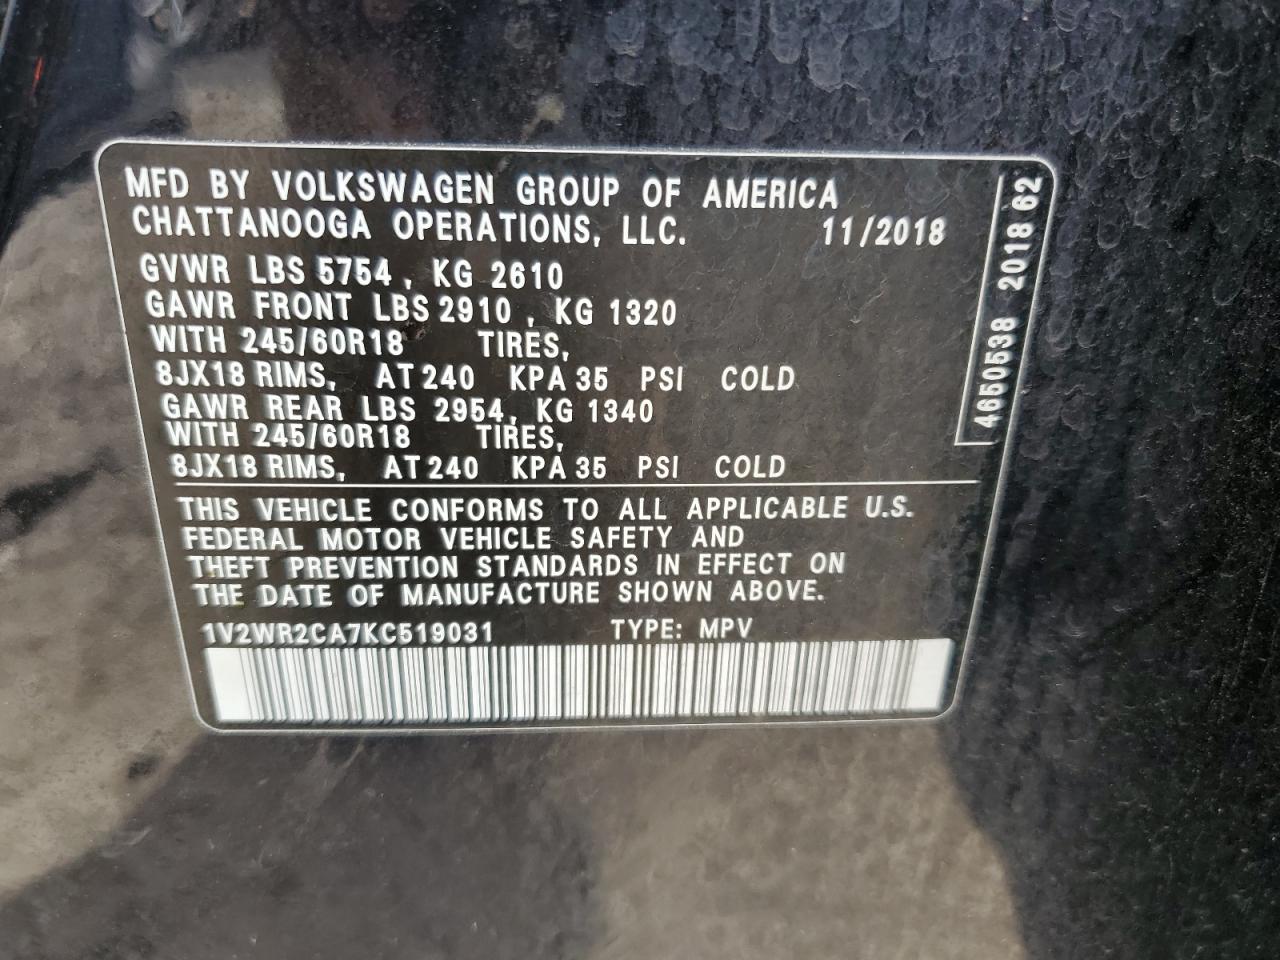 MFD BY VOLKSWAGEN GROUP OF AMERICA
CHATTANOOGA OPERATIONS, LLC. 11/2018
GVWR LBS 5754, KG 2610
GAWR FRONT LBS 2910, KG 1320
WITH 245/60R18 TIRES,
8JX18 RIMS, AT 240 KPA 35 PSI COLD
GAWR REAR LBS 2954, KG 1340
WITH 245/60R18 TIRES,
8JX18 RIMS, AT 240 KPA 35 PSI COLD
THIS VEHICLE CONFORMS TO ALL APPLICABLE U.S.
FEDERAL MOTOR VEHICLE SAFETY AND
THEFT PREVENTION STANDARDS IN EFFECT ON
THE DATE OF MANUFACTURE SHOWN ABOVE.
1V2WR2CA7KC519031 TYPE: MPV
4650538 2018 62